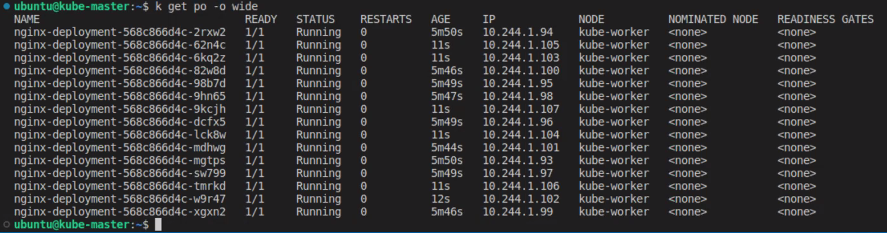 ubuntu@kube-master:~$ k get po -o wide
NAME READY STATUS RESTARTS AGE IP NODE NOMINATED NODE READINESS GATES
nginx-deployment-568c866d4c-2rxw2 1/1 Running 0 5m50s 10.244.1.94 kube-worker <none> <none>
nginx-deployment-568c866d4c-62n4c 1/1 Running 0 11s 10.244.1.105 kube-worker <none> <none>
nginx-deployment-568c866d4c-6kq2z 1/1 Running 0 11s 10.244.1.103 kube-worker <none> <none>
nginx-deployment-568c866d4c-82w8d 1/1 Running 0 5m46s 10.244.1.100 kube-worker <none> <none>
nginx-deployment-568c866d4c-98b7d 1/1 Running 0 5m49s 10.244.1.95 kube-worker <none> <none>
nginx-deployment-568c866d4c-9hn65 1/1 Running 0 5m47s 10.244.1.98 kube-worker <none> <none>
nginx-deployment-568c866d4c-9kcjh 1/1 Running 0 11s 10.244.1.107 kube-worker <none> <none>
nginx-deployment-568c866d4c-dcfx5 1/1 Running 0 5m49s 10.244.1.96 kube-worker <none> <none>
nginx-deployment-568c866d4c-lck8w 1/1 Running 0 11s 10.244.1.104 kube-worker <none> <none>
nginx-deployment-568c866d4c-mdhwg 1/1 Running 0 5m44s 10.244.1.101 kube-worker <none> <none>
nginx-deployment-568c866d4c-mgtps 1/1 Running 0 5m50s 10.244.1.93 kube-worker <none> <none>
nginx-deployment-568c866d4c-sw799 1/1 Running 0 5m49s 10.244.1.97 kube-worker <none> <none>
nginx-deployment-568c866d4c-tmrkd 1/1 Running 0 11s 10.244.1.106 kube-worker <none> <none>
nginx-deployment-568c866d4c-w9r47 1/1 Running 0 12s 10.244.1.102 kube-worker <none> <none>
nginx-deployment-568c866d4c-xgxn2 1/1 Running 0 5m46s 10.244.1.99 kube-worker <none> <none>
ubuntu@kube-master:~$